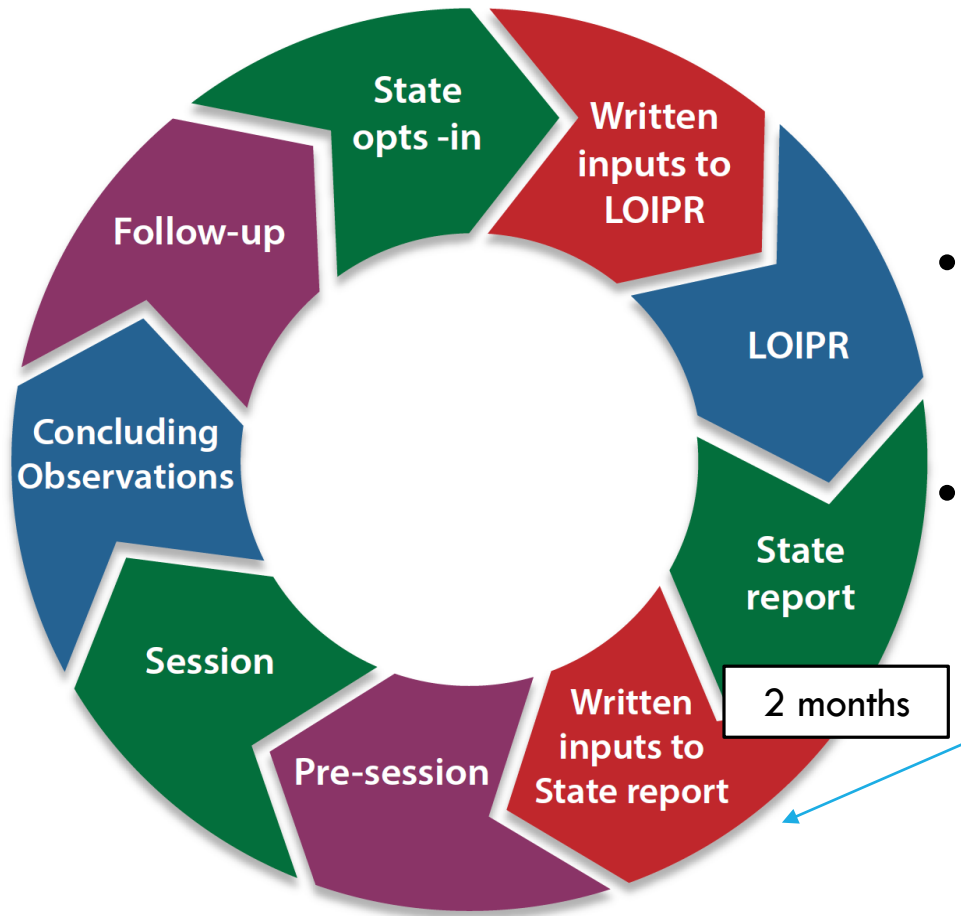 State
opts -in
Written
inputs to
LOIPR
LOIPR
State
report
2 months
Written
inputs to
State report
Pre-session
Session
Concluding
Observations
Follow-up
•
•